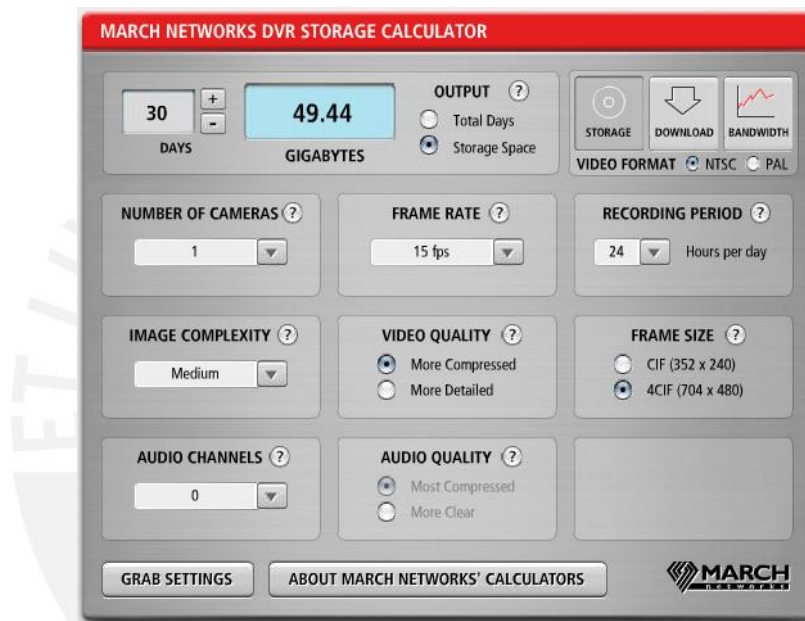 MARCH NETWORKS DVR STORAGE CALCULATOR
30
+
-
DAYS
49.44
GIGABYTES
OUTPUT ?
Total Days
Storage Space
STORAGE
DOWNLOAD
BANDWIDTH
VIDEO FORMAT NTSC PAL
NUMBER OF CAMERAS ?
1
FRAME RATE ?
15 fps
RECORDING PERIOD ?
24 Hours per day
IMAGE COMPLEXITY ?
Medium
VIDEO QUALITY ?
More Compressed
More Detailed
FRAME SIZE ?
CIF (352 x 240)
4CIF (704 x 480)
AUDIO CHANNELS ?
0
AUDIO QUALITY ?
Most Compressed
More Clear
GRAB SETTINGS
ABOUT MARCH NETWORKS' CALCULATORS
MARCH
networks